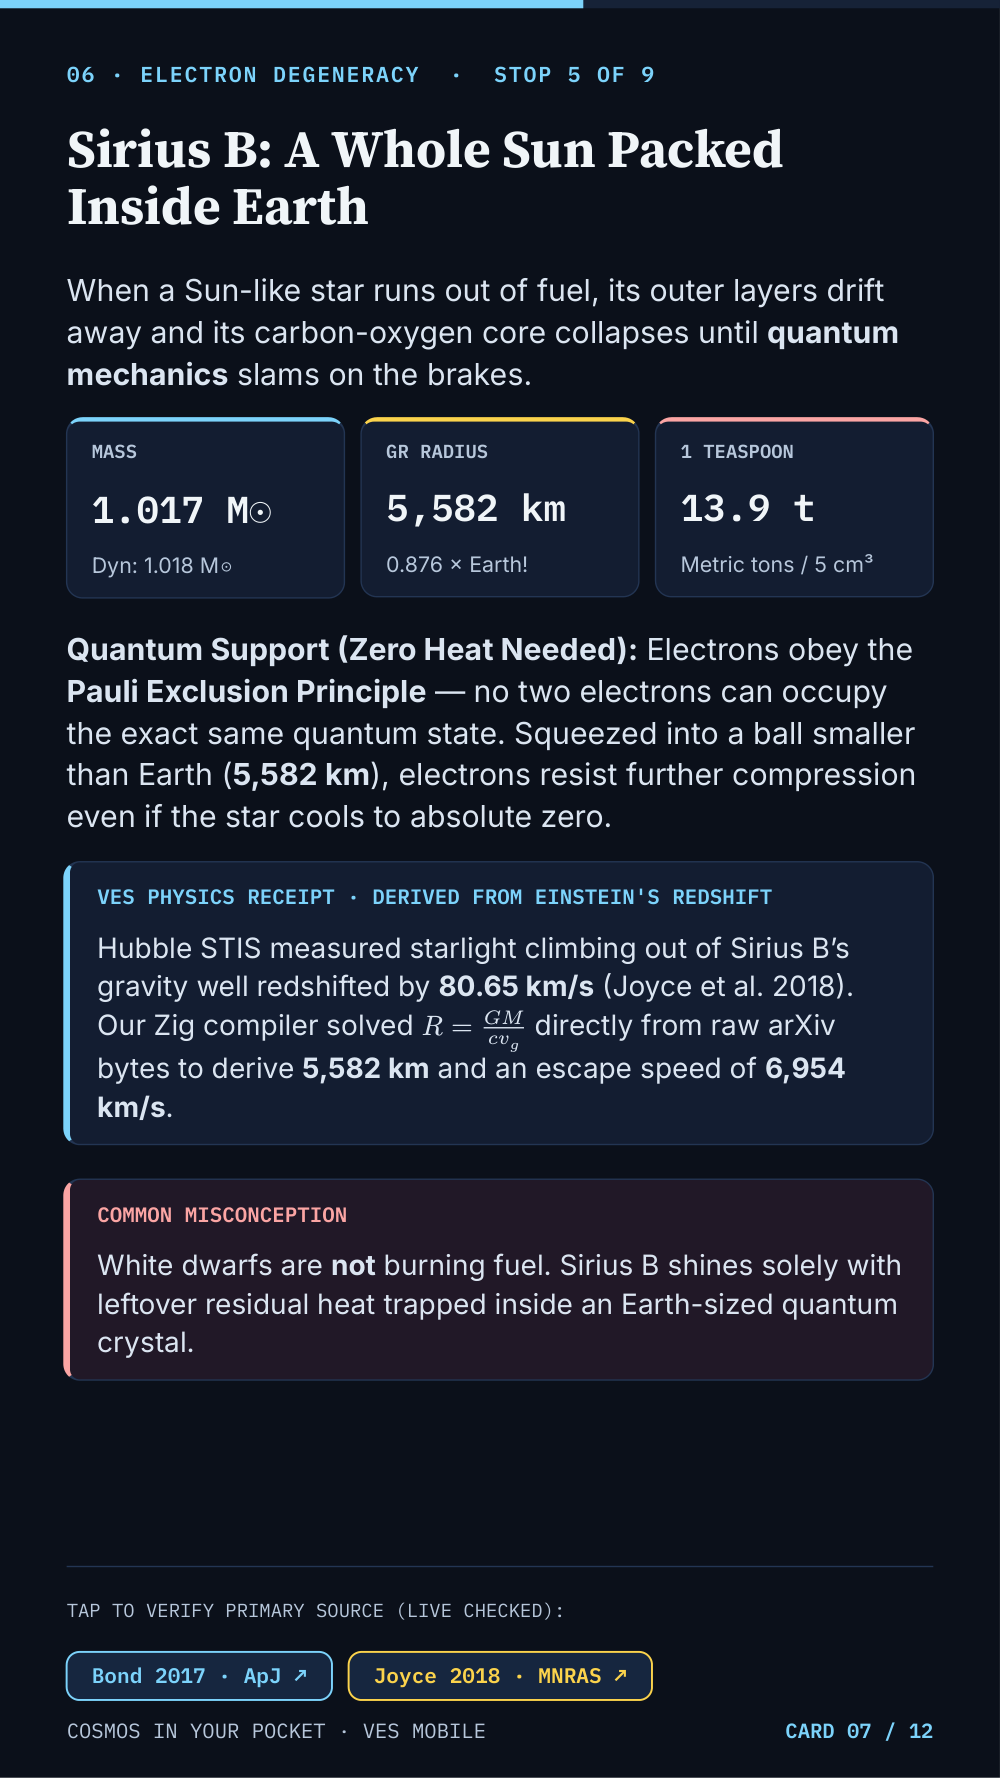 06 · ELECTRON DEGENERACY · STOP 5 OF 9
Sirius B: A Whole Sun Packed
Inside Earth
When a Sun-like star runs out of fuel, its outer layers drift
away and its carbon-oxygen core collapses until quantum
mechanics slams on the brakes.
MASS
1.017 M☉
Dyn: 1.018 M☉
GR RADIUS
5,582 km
0.876 × Earth!
1 TEASPOON
13.9 t
Metric tons / 5 cm³
Quantum Support (Zero Heat Needed): Electrons obey the
Pauli Exclusion Principle — no two electrons can occupy
the exact same quantum state. Squeezed into a ball smaller
than Earth (5,582 km), electrons resist further compression
even if the star cools to absolute zero.
VES PHYSICS RECEIPT · DERIVED FROM EINSTEIN'S REDSHIFT
Hubble STIS measured starlight climbing out of Sirius B’s
gravity well redshifted by 80.65 km/s (Joyce et al. 2018).
Our Zig compiler solved R = GM/cv_g directly from raw arXiv
bytes to derive 5,582 km and an escape speed of 6,954
km/s.
COMMON MISCONCEPTION
White dwarfs are not burning fuel. Sirius B shines solely with
leftover residual heat trapped inside an Earth-sized quantum
crystal.
TAP TO VERIFY PRIMARY SOURCE (LIVE CHECKED):
Bond 2017 · ApJ ↗
Joyce 2018 · MNRAS ↗
COSMOS IN YOUR POCKET · VES MOBILE
CARD 07 / 12